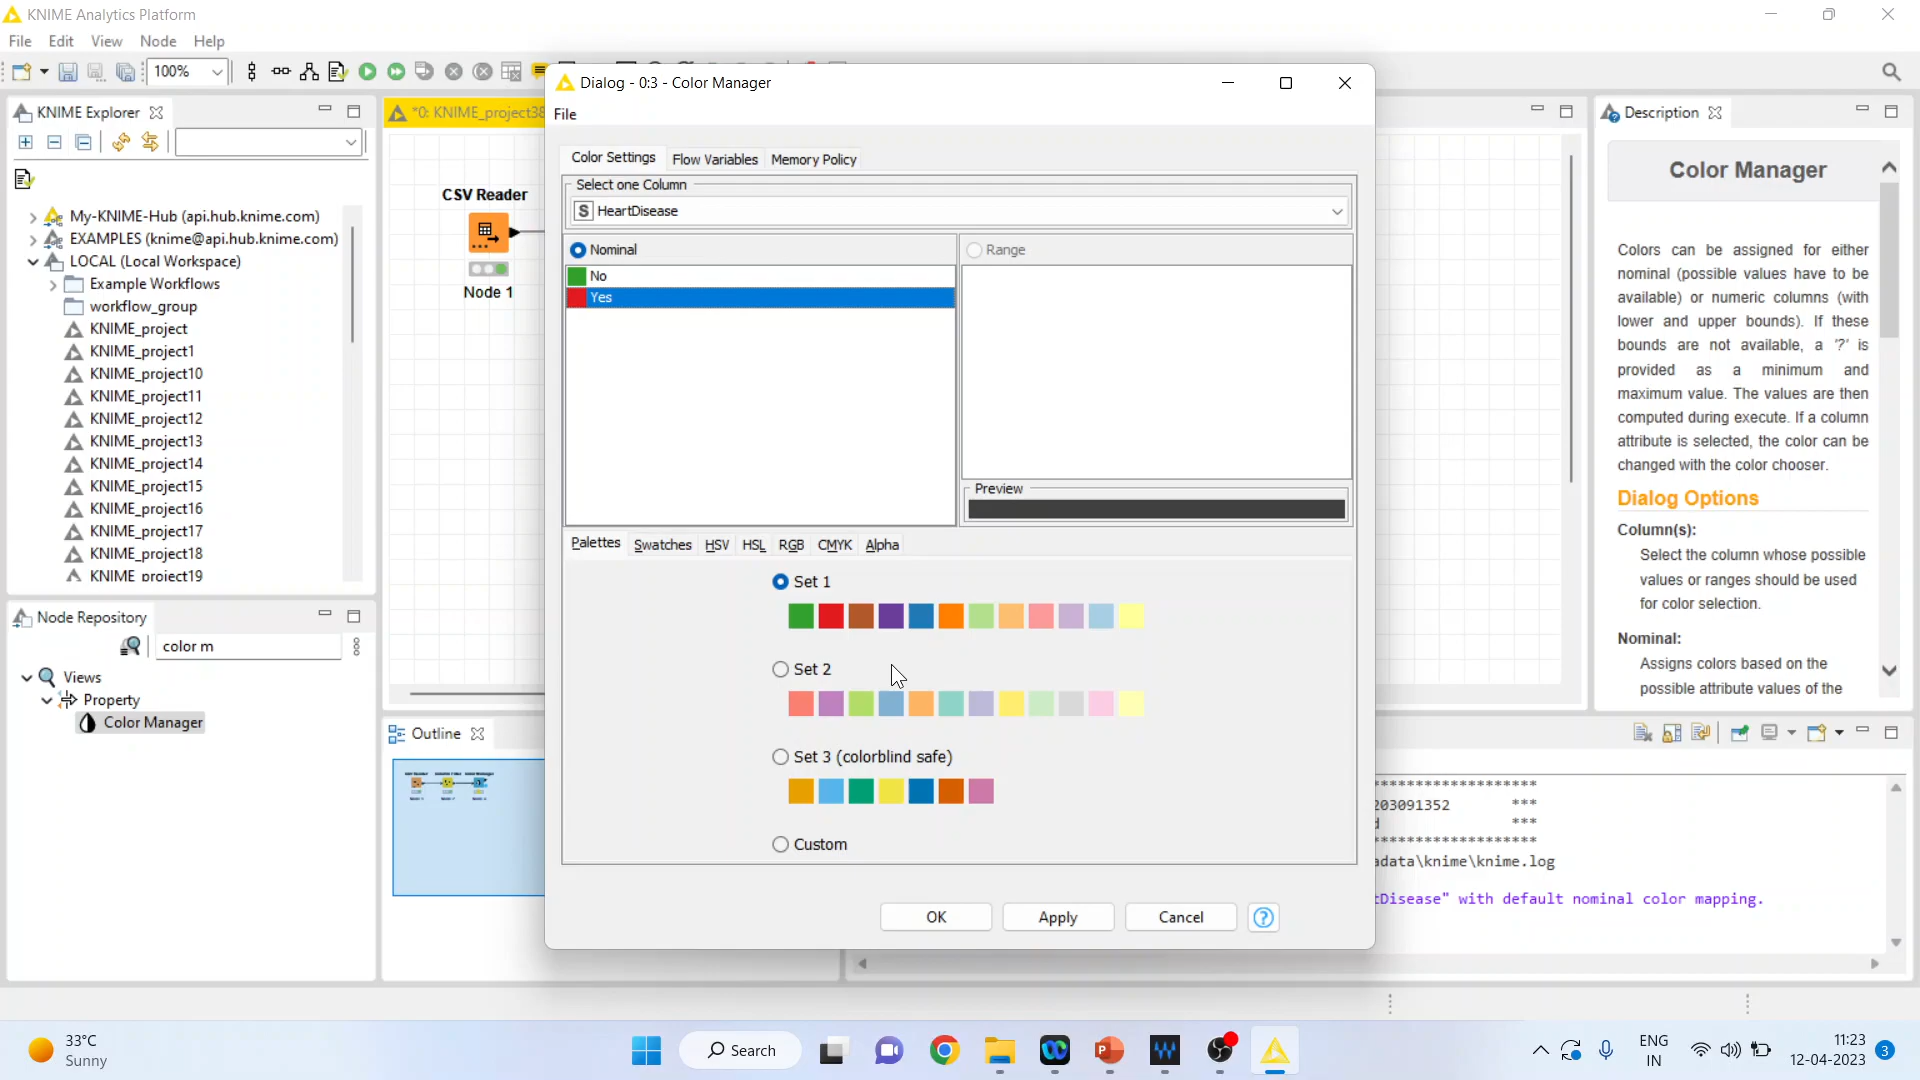 KNIME Analytics Platform
File Edit View Node Help
100%
KNIME Explorer
My-KNIME-Hub (api.hub.knime.com)
EXAMPLES (knime@api.hub.knime.com)
LOCAL (Local Workspace)
Example Workflows
workflow_group
KNIME_project
KNIME_project1
KNIME_project10
KNIME_project11
KNIME_project12
KNIME_project13
KNIME_project14
KNIME_project15
KNIME_project16
KNIME_project17
KNIME_project18
KNIME_project19
Node Repository
color m
Views
Property
Color Manager
*0: KNIME_project38
CSV Reader
Node 1
Outline
Dialog - 0:3 - Color Manager
File
Color Settings Flow Variables Memory Policy
Select one Column
S HeartDisease
Nominal
No
Yes
Range
Preview
Palettes Swatches HSV HSL RGB CMYK Alpha
Set 1
Set 2
Set 3 (colorblind safe)
Custom
OK Apply Cancel ?
Description
Color Manager
Colors can be assigned for either
nominal (possible values have to be
available) or numeric columns (with
lower and upper bounds). If these
bounds are not available, a '?' is
provided as a minimum and
maximum value. The values are then
computed during execute. If a column
attribute is selected, the color can be
changed with the color chooser.
Dialog Options
Column(s):
Select the column whose possible
values or ranges should be used
for color selection.
Nominal:
Assigns colors based on the
possible attribute values of the
203091352 ***
***
adata\knime\knime.log
tDisease" with default nominal color mapping.
33°C
Sunny
Search
ENG
IN
11:23
12-04-2023
3